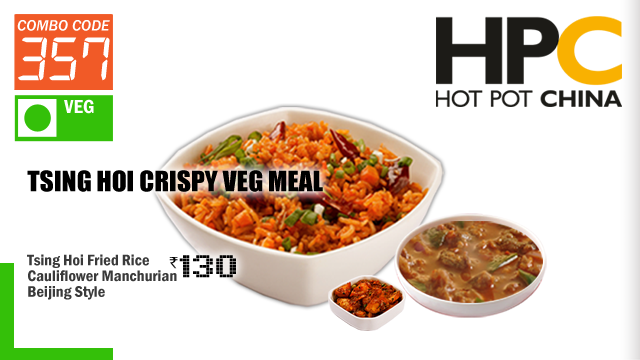 COMBO CODE
357
VEG
HPC
HOT POT CHINA
TSING HOI CRISPY VEG MEAL
Tsing Hoi Fried Rice
Cauliflower Manchurian
Beijing Style
₹130